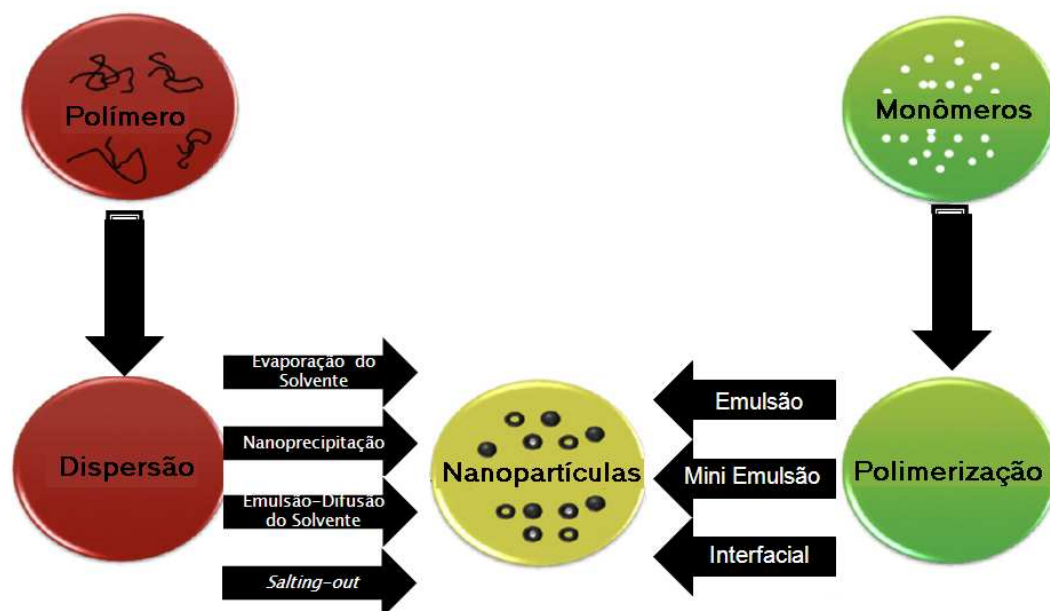 Polímero
Monômeros
Dispersão
Evaporação do
Solvente
Nanoprecipitação
Emulsão-Difusão
do Solvente
Salting-out
Nanopartículas
Emulsão
Mini Emulsão
Interfacial
Polimerização